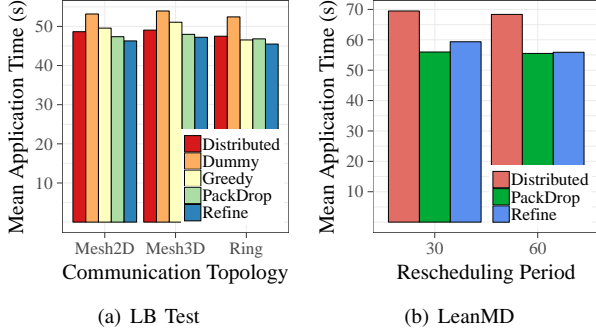 Mean Application Time (s)
50
40
30
20
10
Distributed
Dummy
Greedy
PackDrop
Refine
Mesh2D Mesh3D Ring
Communication Topology
(a) LB Test
Mean Application Time (s)
70
60
50
40
30
20
10
Distributed
PackDrop
Refine
30 60
Rescheduling Period
(b) LeanMD